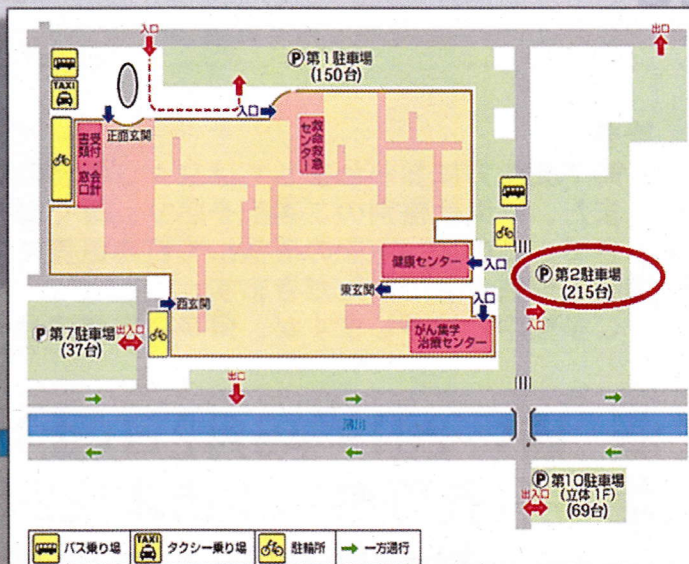 入口
出口
Ⓟ 第1駐車場
(150台)
TAXI
入口
正面玄関
受付・会計
書類窓口
救命救急
センター
健康センター
入口
Ⓟ 第2駐車場
(215台)
東玄関
入口
入口
西玄関
P 第7駐車場
(37台)
出入口
がん集学
治療センター
出口
Ⓟ 第10駐車場
(立体 1F)
(69台)
出入口
バス乗り場
TAXI
タクシー乗り場
駐輪所
一方通行